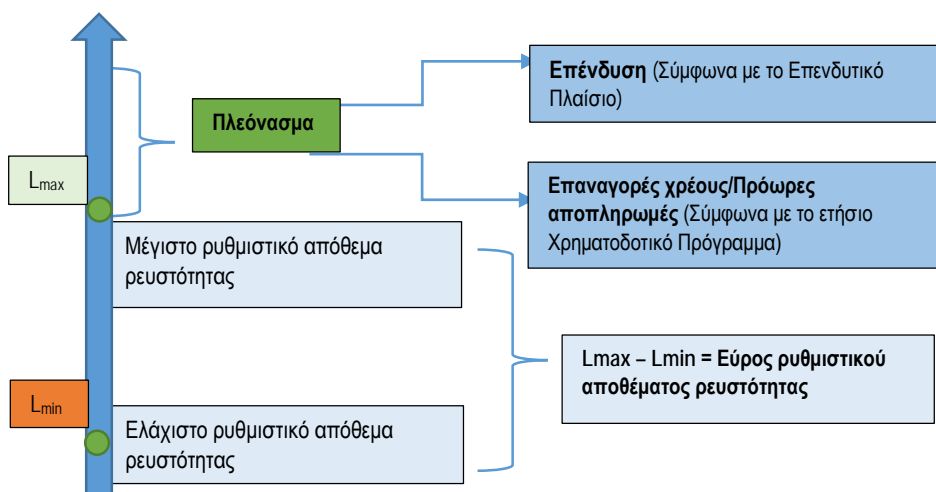 Επένδυση (Σύμφωνα με το Επενδυτικό
Πλαίσιο)
Πλεόνασμα
Lmax
Επαναγορές χρέους/Πρόωρες
αποπληρωμές (Σύμφωνα με το ετήσιο
Χρηματοδοτικό Πρόγραμμα)
Μέγιστο ρυθμιστικό απόθεμα
ρευστότητας
Lmax – Lmin = Εύρος ρυθμιστικού
αποθέματος ρευστότητας
Lmin
Ελάχιστο ρυθμιστικό απόθεμα
ρευστότητας